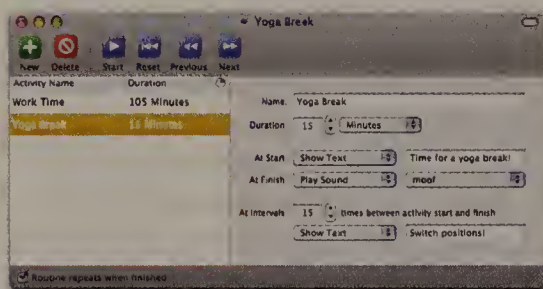 Yoga Break
New Delete Start Reset Previous Next
Activity Name Duration
Work Time 105 Minutes
Yoga Break 15 Minutes
Name: Yoga Break
Duration 15 Minutes
At Start Show Text Time for a yoga break!
At Finish Play Sound moof
At Intervals 15 times between activity start and finish
Show Text Switch positions!
Routine repeats when finished